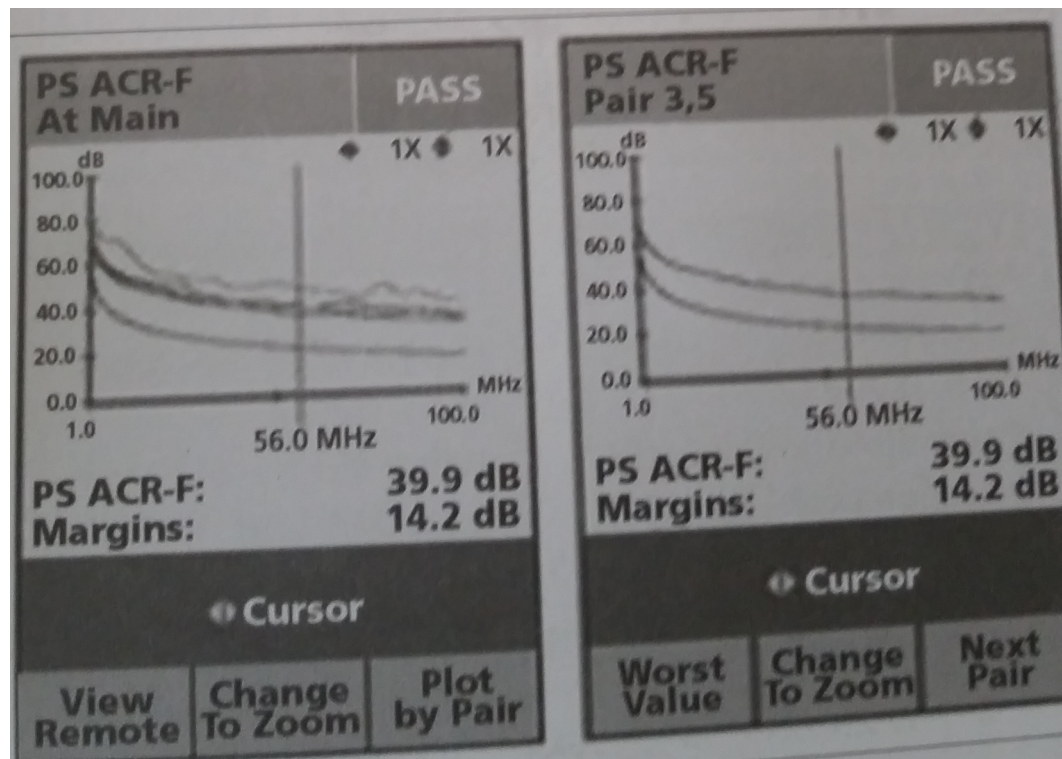 PS ACR-F
At Main
PASS
1X 1X
dB
100.0
80.0
60.0
40.0
20.0
0.0
MHz
1.0
100.0
56.0 MHz
PS ACR-F: 39.9 dB
Margins: 14.2 dB
Cursor
View Remote
Change To Zoom
Plot by Pair
PS ACR-F
Pair 3,5
PASS
1X 1X
dB
100.0
80.0
60.0
40.0
20.0
0.0
MHz
1.0
100.0
56.0 MHz
PS ACR-F: 39.9 dB
Margins: 14.2 dB
Cursor
Worst Value
Change To Zoom
Next Pair